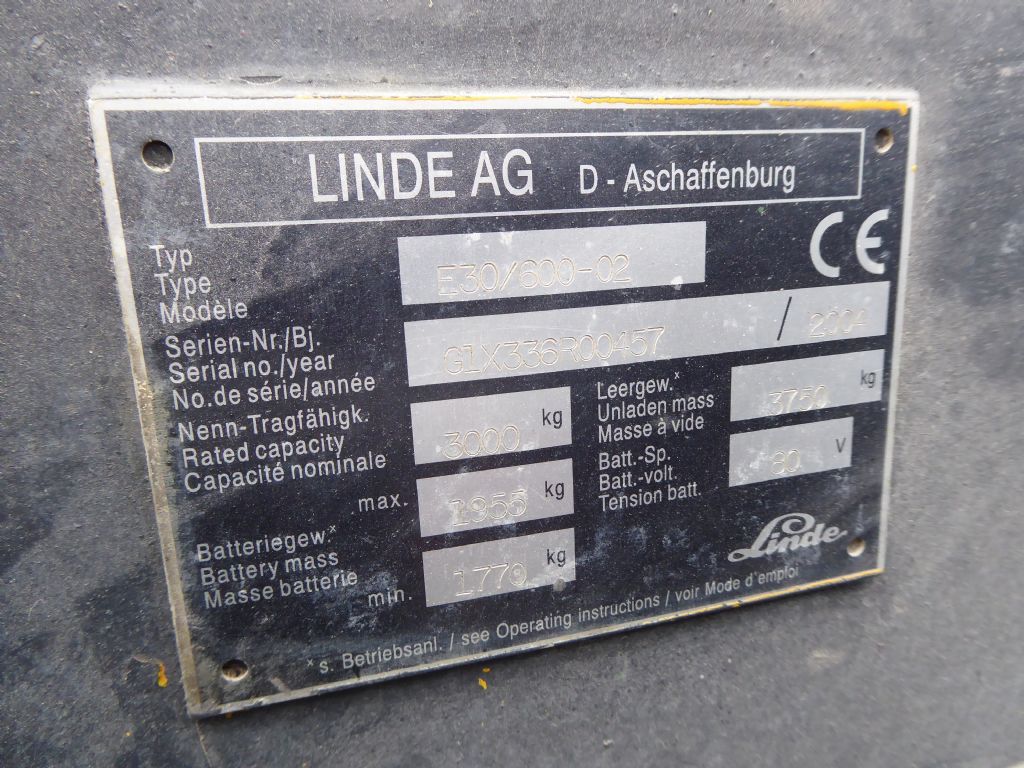 LINDE AG D - Aschaffenburg
Typ
Type
Modèle
E30/600-02
CE
Serien-Nr./Bj.
Serial no./year
No. de série/année
G1X336R00457 / 2004
Nenn-Tragfähigk.
Rated capacity
Capacité nominale
3000 kg
Leergew.ˣ
Unladen mass
Masse à vide
3750 kg
max. 1955 kg
Batt.-Sp.
Batt.-volt.
Tension batt.
80 V
Batteriegew.ˣ
Battery mass
Masse batterie
min. 1770 kg
Linde
ˣ s. Betriebsanl. / see Operating instructions / voir Mode d'emploi